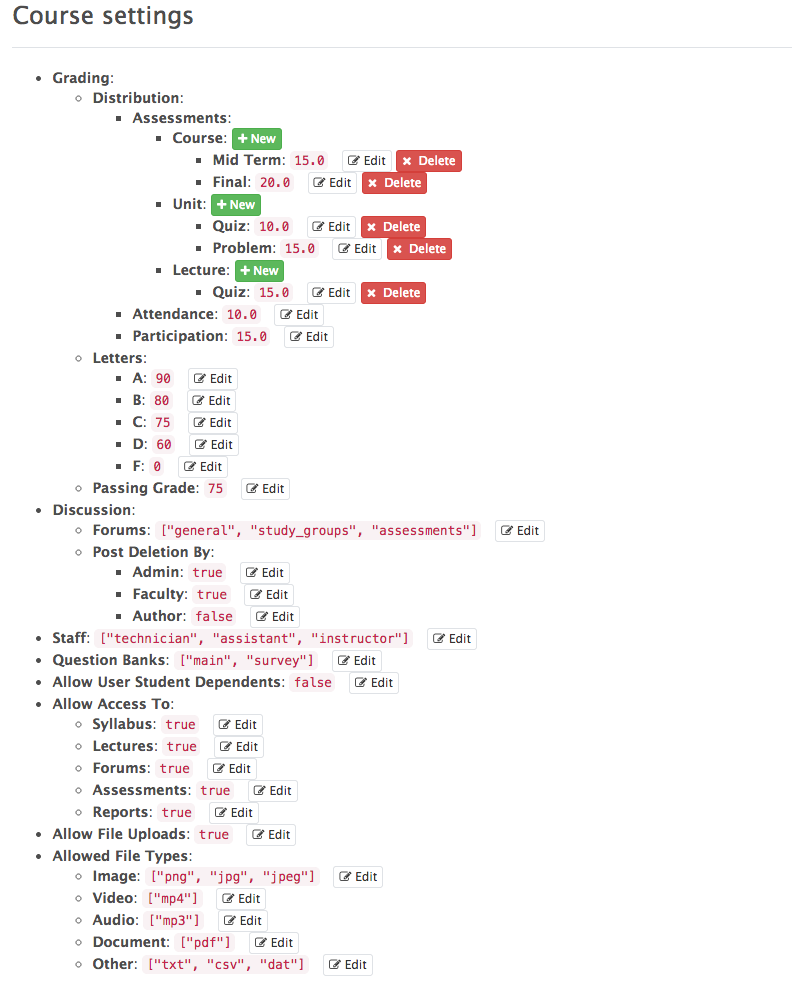 Course settings
Grading:
Distribution:
Assessments:
Course: New
Mid Term: 15.0 Edit Delete
Final: 20.0 Edit Delete
Unit: New
Quiz: 10.0 Edit Delete
Problem: 15.0 Edit Delete
Lecture: New
Quiz: 15.0 Edit Delete
Attendance: 10.0 Edit
Participation: 15.0 Edit
Letters:
A: 90 Edit
B: 80 Edit
C: 75 Edit
D: 60 Edit
F: 0 Edit
Passing Grade: 75 Edit
Discussion:
Forums: ["general", "study_groups", "assessments"] Edit
Post Deletion By:
Admin: true Edit
Faculty: true Edit
Author: false Edit
Staff: ["technician", "assistant", "instructor"] Edit
Question Banks: ["main", "survey"] Edit
Allow User Student Dependents: false Edit
Allow Access To:
Syllabus: true Edit
Lectures: true Edit
Forums: true Edit
Assessments: true Edit
Reports: true Edit
Allow File Uploads: true Edit
Allowed File Types:
Image: ["png", "jpg", "jpeg"] Edit
Video: ["mp4"] Edit
Audio: ["mp3"] Edit
Document: ["pdf"] Edit
Other: ["txt", "csv", "dat"] Edit